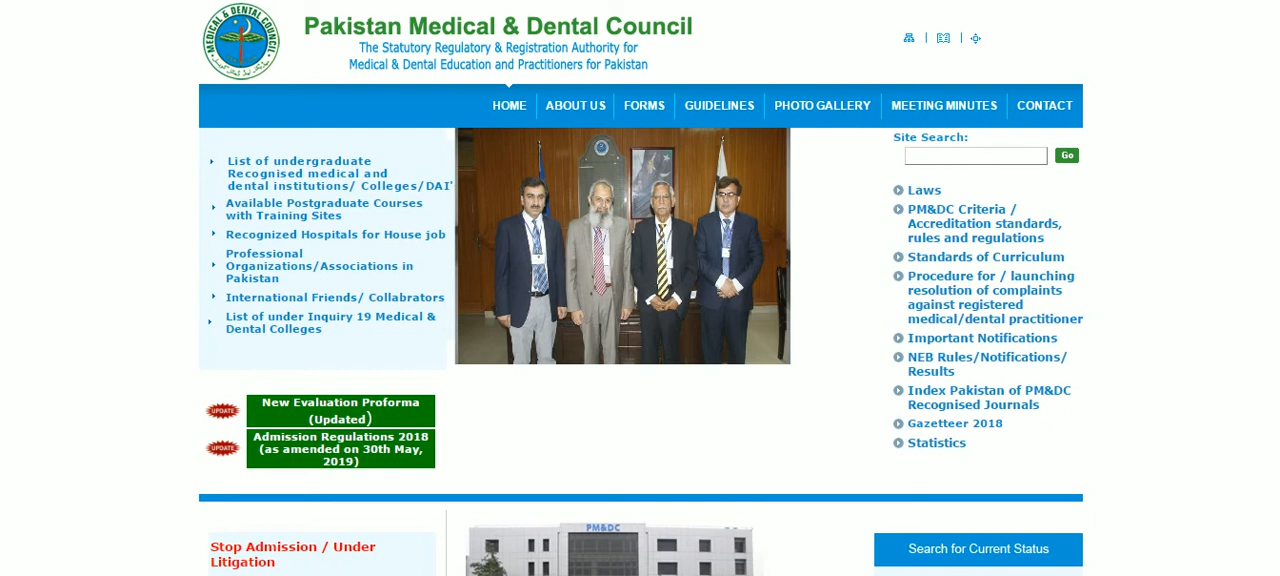 MEDICAL & DENTAL COUNCIL
Pakistan Medical & Dental Council
The Statutory Regulatory & Registration Authority for
Medical & Dental Education and Practitioners for Pakistan
HOME
ABOUT US
FORMS
GUIDELINES
PHOTO GALLERY
MEETING MINUTES
CONTACT
List of undergraduate
Recognised medical and
dental institutions/ Colleges/DAI'
Available Postgraduate Courses
with Training Sites
Recognized Hospitals for House job
Professional
Organizations/Associations in
Pakistan
International Friends/ Collabrators
List of under Inquiry 19 Medical &
Dental Colleges
UPDATE
New Evaluation Proforma
(Updated)
UPDATE
Admission Regulations 2018
(as amended on 30th May,
2019)
Site Search:
Go
Laws
PM&DC Criteria /
Accreditation standards,
rules and regulations
Standards of Curriculum
Procedure for / launching
resolution of complaints
against registered
medical/dental practitioner
Important Notifications
NEB Rules/Notifications/
Results
Index Pakistan of PM&DC
Recognised Journals
Gazetteer 2018
Statistics
Stop Admission / Under
Litigation
PM&DC
Search for Current Status